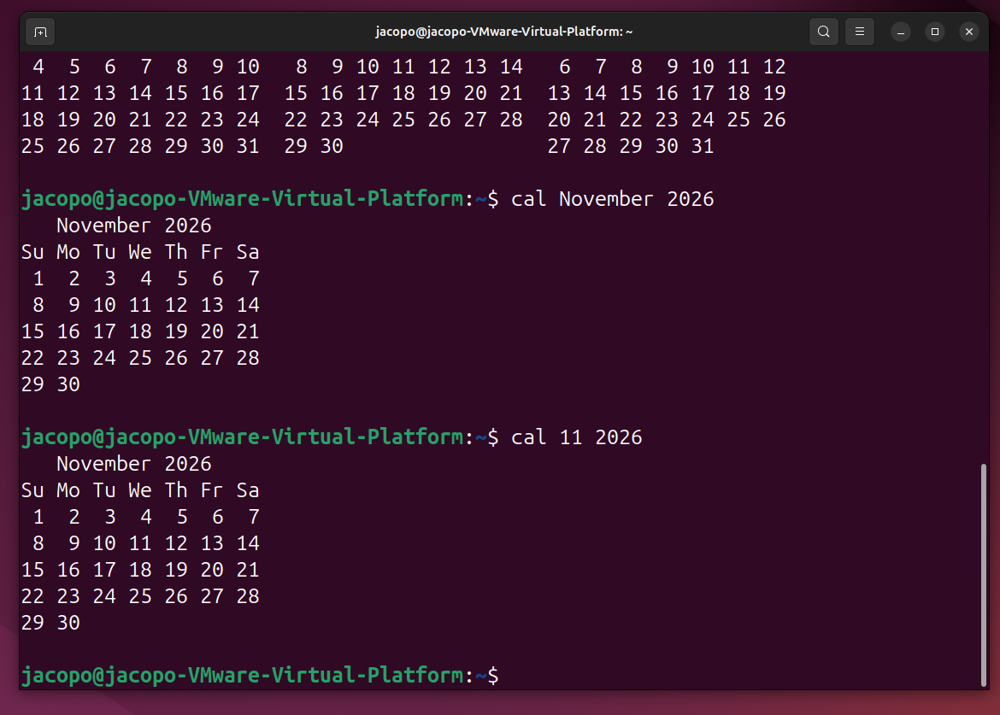 jacopo@jacopo-VMware-Virtual-Platform: ~
 4  5  6  7  8  9 10   8  9 10 11 12 13 14   6  7  8  9 10 11 12
11 12 13 14 15 16 17  15 16 17 18 19 20 21  13 14 15 16 17 18 19
18 19 20 21 22 23 24  22 23 24 25 26 27 28  20 21 22 23 24 25 26
25 26 27 28 29 30 31  29 30                 27 28 29 30 31
jacopo@jacopo-VMware-Virtual-Platform:~$ cal November 2026
   November 2026
Su Mo Tu We Th Fr Sa
 1  2  3  4  5  6  7
 8  9 10 11 12 13 14
15 16 17 18 19 20 21
22 23 24 25 26 27 28
29 30
jacopo@jacopo-VMware-Virtual-Platform:~$ cal 11 2026
   November 2026
Su Mo Tu We Th Fr Sa
 1  2  3  4  5  6  7
 8  9 10 11 12 13 14
15 16 17 18 19 20 21
22 23 24 25 26 27 28
29 30
jacopo@jacopo-VMware-Virtual-Platform:~$